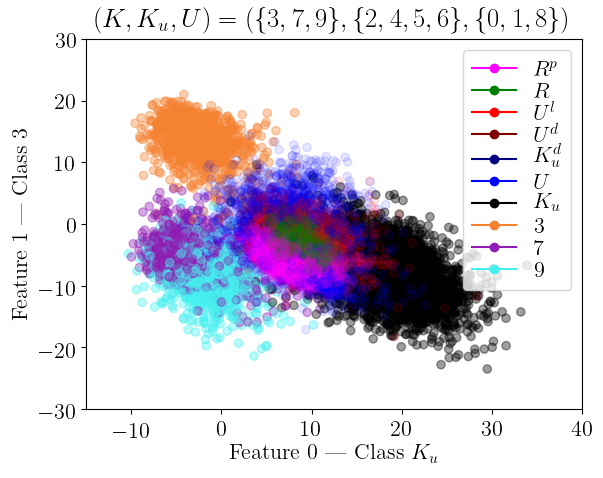 (K, K_u, U) = ({3, 7, 9}, {2, 4, 5, 6}, {0, 1, 8})
30
20
10
0
−10
−20
−30
Feature 1 — Class 3
R^p
R
U^l
U^d
K_u^d
U
K_u
3
7
9
−10 0 10 20 30 40
Feature 0 — Class K_u